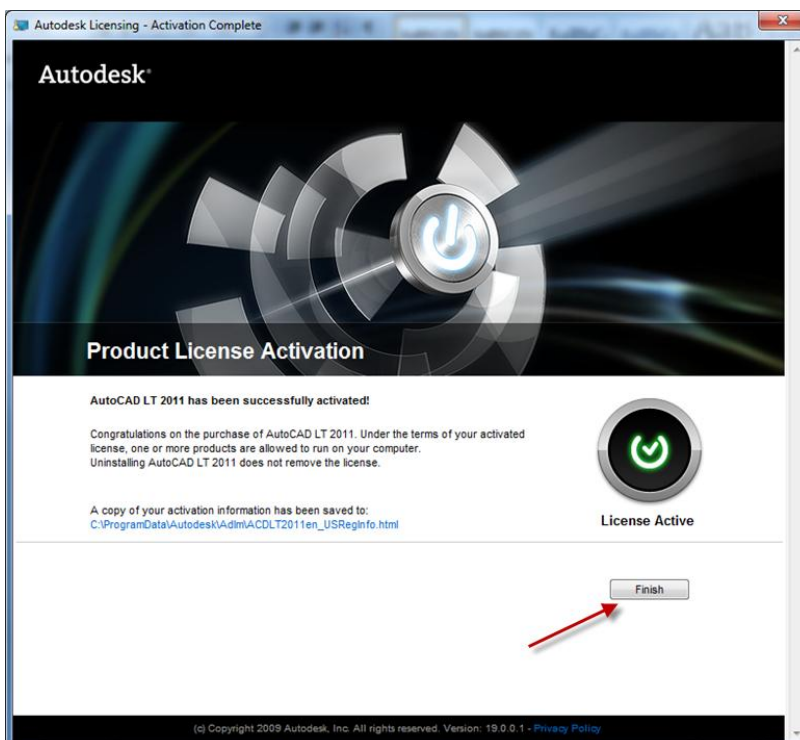 Autodesk Licensing - Activation Complete
Autodesk®
Product License Activation
AutoCAD LT 2011 has been successfully activated!
Congratulations on the purchase of AutoCAD LT 2011. Under the terms of your activated
license, one or more products are allowed to run on your computer.
Uninstalling AutoCAD LT 2011 does not remove the license.
A copy of your activation information has been saved to:
C:\ProgramData\Autodesk\Adlm\ACDLT2011en_USRegInfo.html
License Active
Finish
(c) Copyright 2009 Autodesk, Inc. All rights reserved. Version: 19.0.0.1 - Privacy Policy